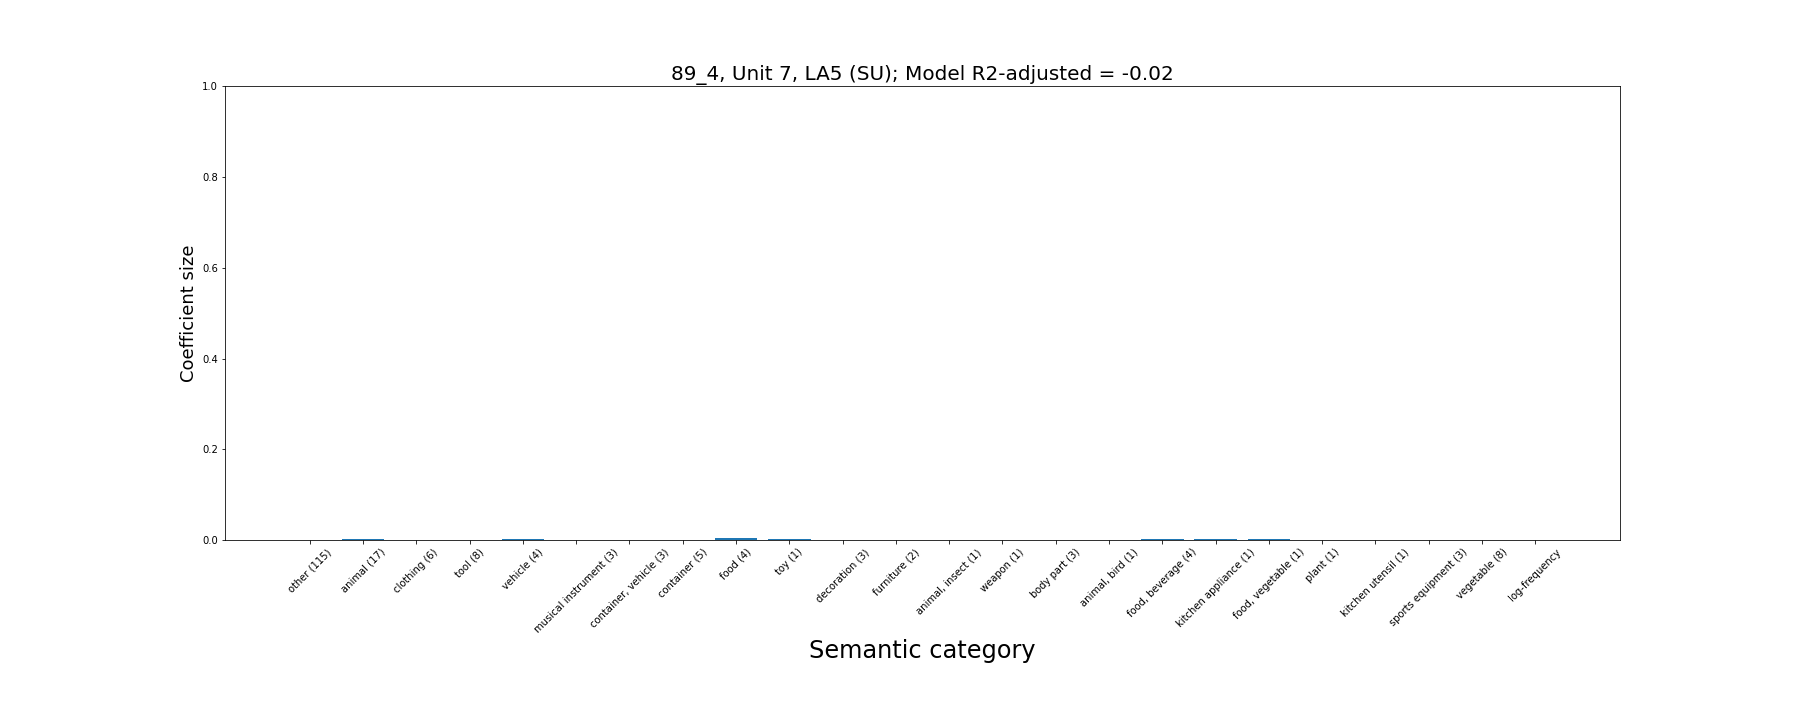 89_4, Unit 7, LA5 (SU); Model R2-adjusted = -0.02
Coefficient size
1.0
0.8
0.6
0.4
0.2
0.0
other (115)
animal (17)
clothing (6)
tool (8)
vehicle (4)
musical instrument (3)
container, vehicle (3)
container (5)
food (4)
toy (1)
decoration (3)
furniture (2)
animal, insect (1)
weapon (1)
body part (3)
animal, bird (1)
food, beverage (4)
kitchen appliance (1)
food, vegetable (1)
plant (1)
kitchen utensil (1)
sports equipment (3)
vegetable (8)
log-frequency
Semantic category